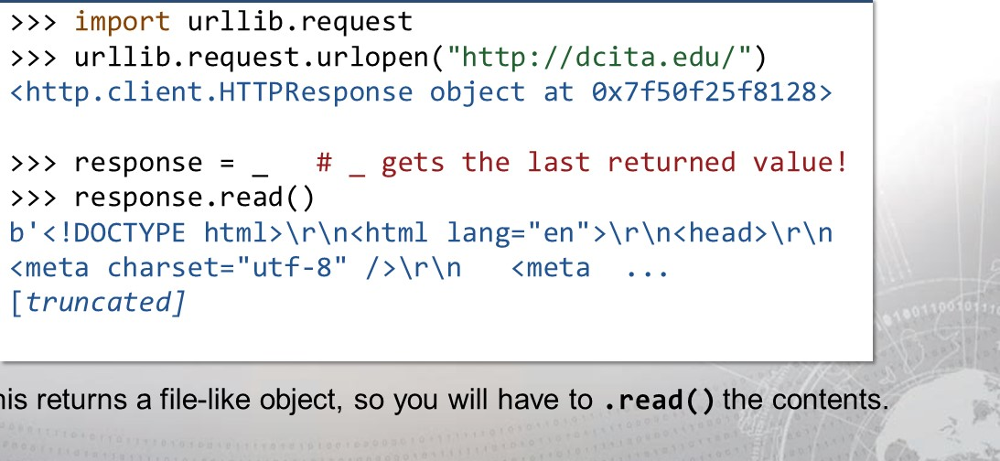 >>> import urllib.request
>>> urllib.request.urlopen("http://dcita.edu/")
<http.client.HTTPResponse object at 0x7f50f25f8128>
>>> response = _   # _ gets the last returned value!
>>> response.read()
b'<!DOCTYPE html>\r\n<html lang="en">\r\n<head>\r\n
<meta charset="utf-8" />\r\n   <meta  ...
[truncated]
his returns a file-like object, so you will have to .read() the contents.